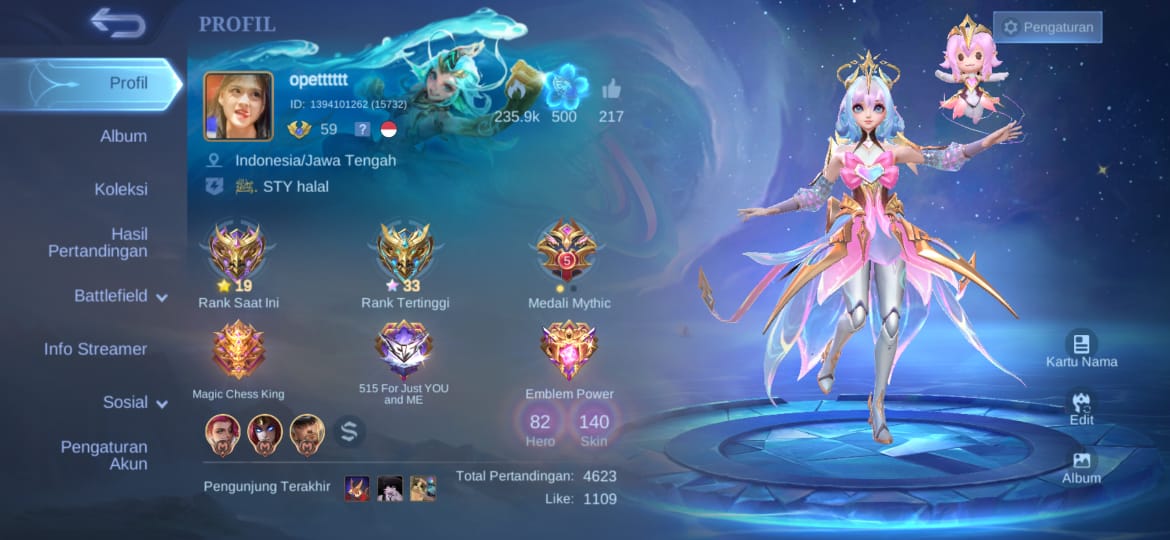 PROFIL
Pengaturan
Profil
Album
Koleksi
Hasil
Pertandingan
Battlefield
Info Streamer
Sosial
Pengaturan
Akun
opetttttt
ID: 1394101262 (15732)
59
?
235.9k
500
217
Indonesia/Jawa Tengah
STY halal
19
Rank Saat Ini
33
Rank Tertinggi
5
Medali Mythic
Magic Chess King
515 For Just YOU
and ME
Emblem Power
82
Hero
140
Skin
Pengunjung Terakhir
Total Pertandingan: 4623
Like: 1109
Kartu Nama
Edit
Album